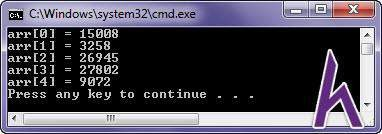 C:\Windows\system32\cmd.exe
arr[0] = 15008
arr[1] = 3258
arr[2] = 26945
arr[3] = 27802
arr[4] = 9072
Press any key to continue . . .